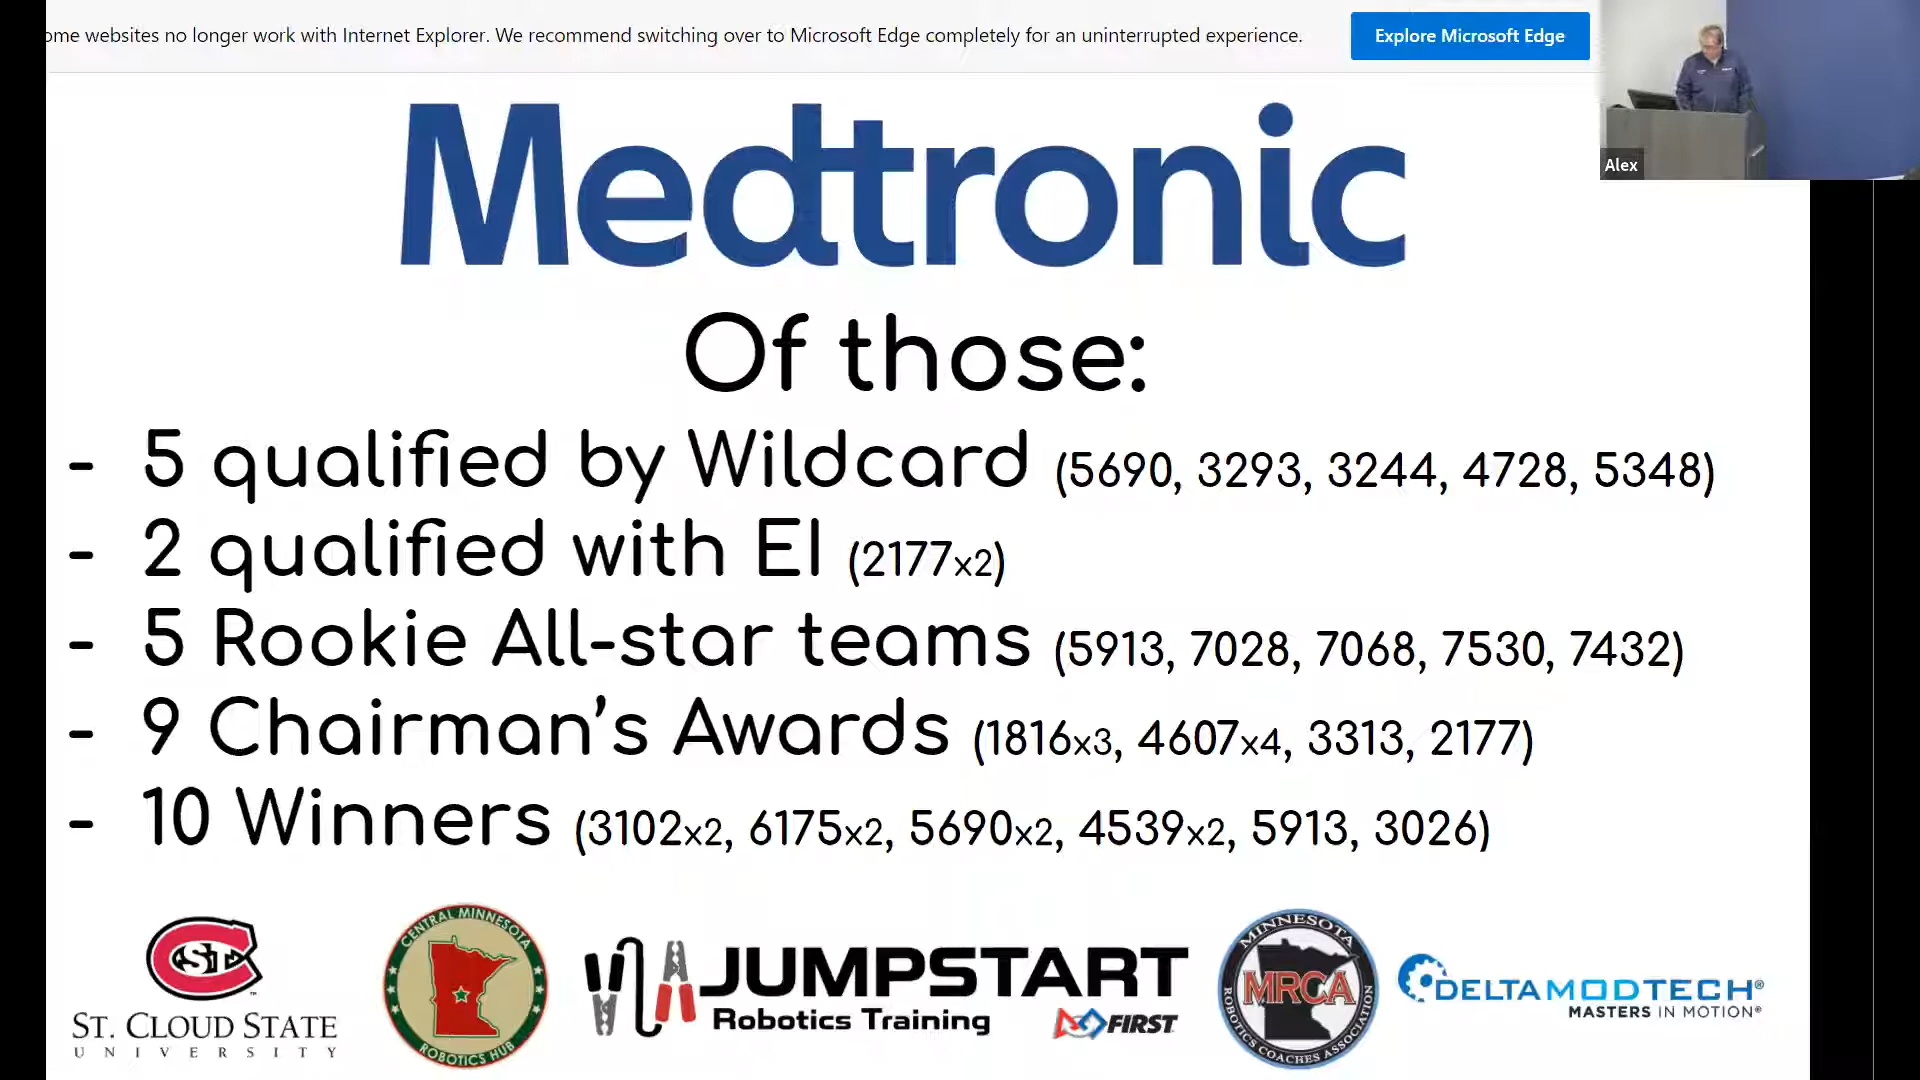 ome websites no longer work with Internet Explorer. We recommend switching over to Microsoft Edge completely for an uninterrupted experience.
Explore Microsoft Edge
Alex
Medtronic
Of those:
- 5 qualified by Wildcard (5690, 3293, 3244, 4728, 5348)
- 2 qualified with EI (2177x2)
- 5 Rookie All-star teams (5913, 7028, 7068, 7530, 7432)
- 9 Chairman's Awards (1816x3, 4607x4, 3313, 2177)
- 10 Winners (3102x2, 6175x2, 5690x2, 4539x2, 5913, 3026)
STC
ST. CLOUD STATE
UNIVERSITY
CENTRAL MINNESOTA
ROBOTICS HUB
JUMPSTART
Robotics Training
FIRST
MINNESOTA
MRCA
ROBOTICS COACHES ASSOCIATION
DELTAMODTECH®
MASTERS IN MOTION®